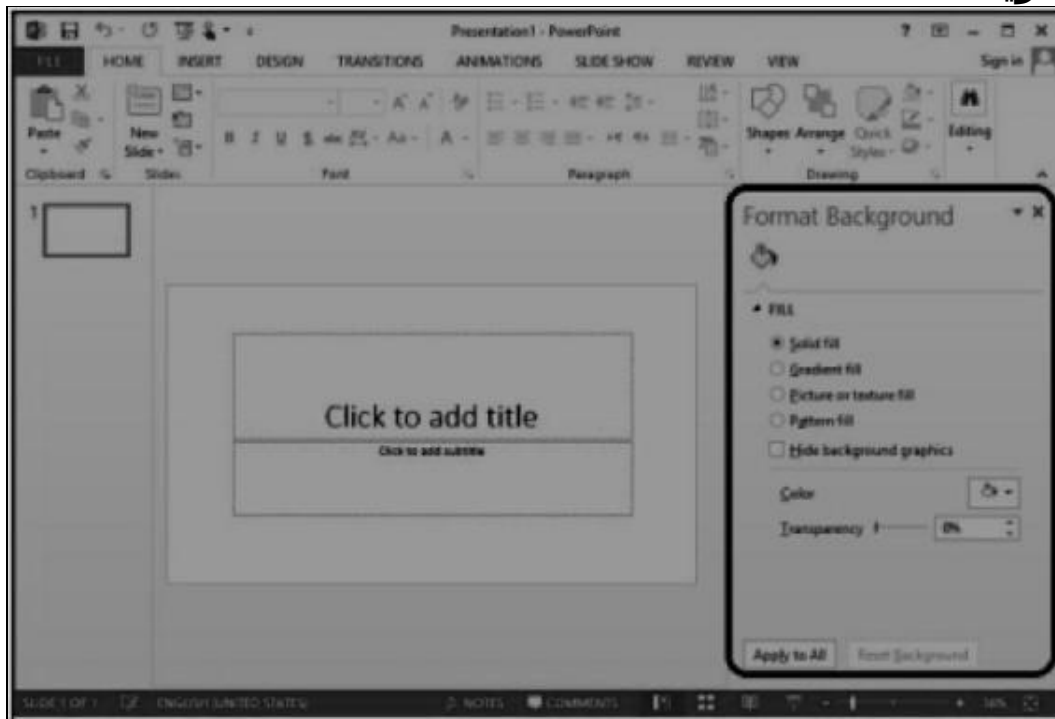 Presentation1 - PowerPoint
FILE HOME INSERT DESIGN TRANSITIONS ANIMATIONS SLIDE SHOW REVIEW VIEW Sign in
Paste
New Slide
Shapes Arrange Quick Styles
Editing
Clipboard Slides Font Paragraph Drawing
1
Format Background
FILL
Solid fill
Gradient fill
Picture or texture fill
Pattern fill
Hide background graphics
Color
Transparency 0%
Click to add title
Click to add subtitle
Apply to All Reset Background
SLIDE 1 OF 1 ENGLISH (UNITED STATES) NOTES COMMENTS